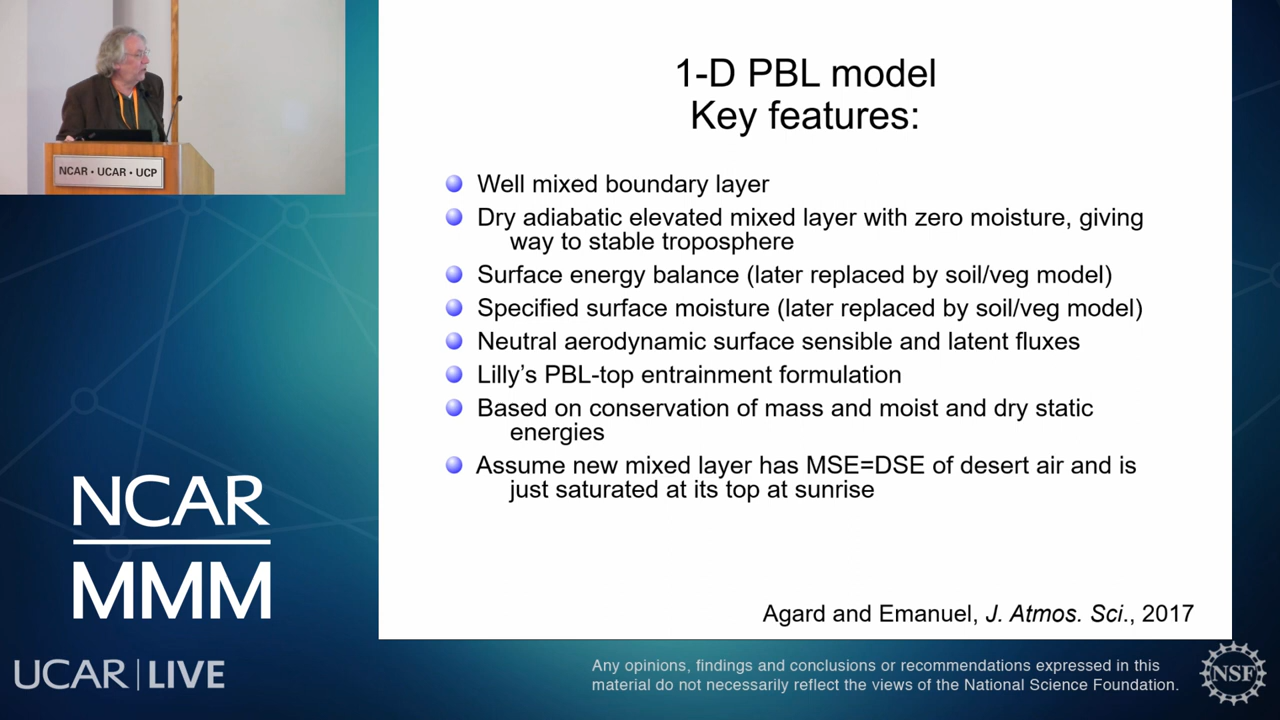 NCAR • UCAR • UCP
1-D PBL model
Key features:
Well mixed boundary layer
Dry adiabatic elevated mixed layer with zero moisture, giving
way to stable troposphere
Surface energy balance (later replaced by soil/veg model)
Specified surface moisture (later replaced by soil/veg model)
Neutral aerodynamic surface sensible and latent fluxes
Lilly’s PBL-top entrainment formulation
Based on conservation of mass and moist and dry static
energies
Assume new mixed layer has MSE=DSE of desert air and is
just saturated at its top at sunrise
Agard and Emanuel, J. Atmos. Sci., 2017
NCAR
MMM
UCAR | LIVE
Any opinions, findings and conclusions or recommendations expressed in this
material do not necessarily reflect the views of the National Science Foundation.
NSF